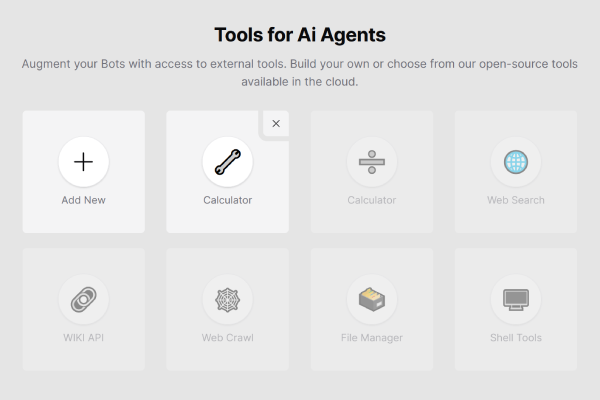 Tools for Ai Agents
Augment your Bots with access to external tools. Build your own or choose from our open-source tools
available in the cloud.
Add New
Calculator
Calculator
Web Search
WIKI API
Web Crawl
File Manager
Shell Tools